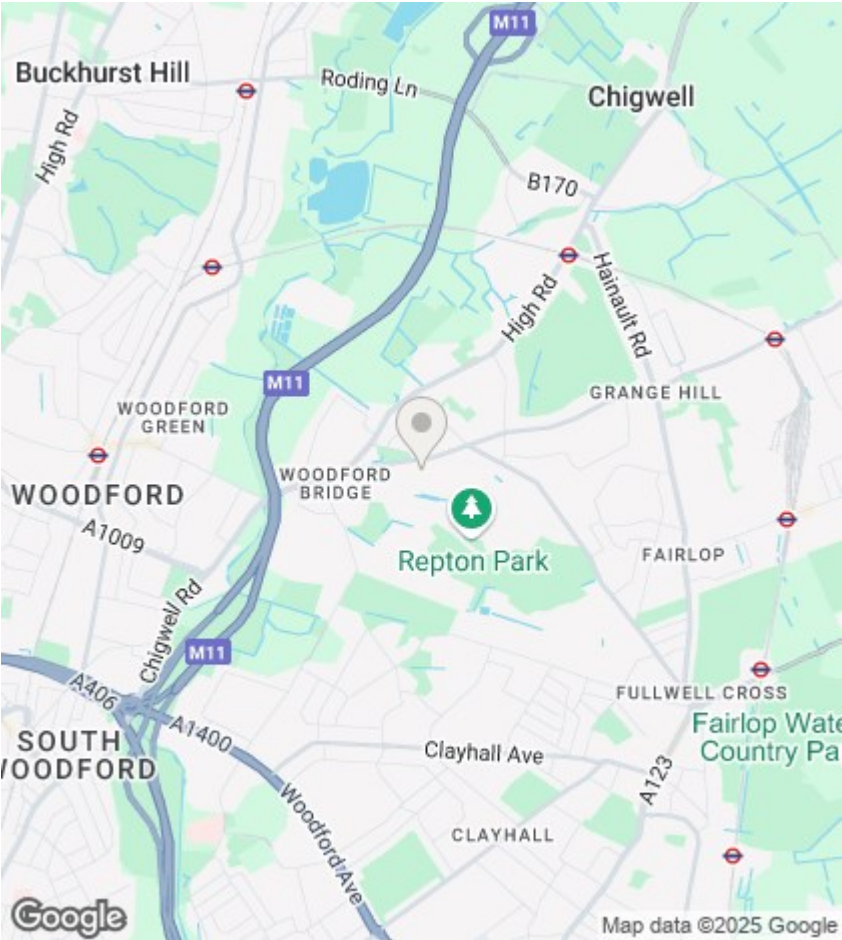 M11
Buckhurst Hill
Roding Ln
Chigwell
High Rd
B170
High Rd
Hainault Rd
M11
GRANGE HILL
WOODFORD
GREEN
WOODFORD
BRIDGE
WOODFORD
A1009
Repton Park
FAIRLOP
Chigwell Rd
M11
A406
A1400
FULLWELL CROSS
SOUTH
WOODFORD
Fairlop Wate
Country Pa
Clayhall Ave
A123
Woodford Ave
CLAYHALL
Google
Map data ©2025 Google